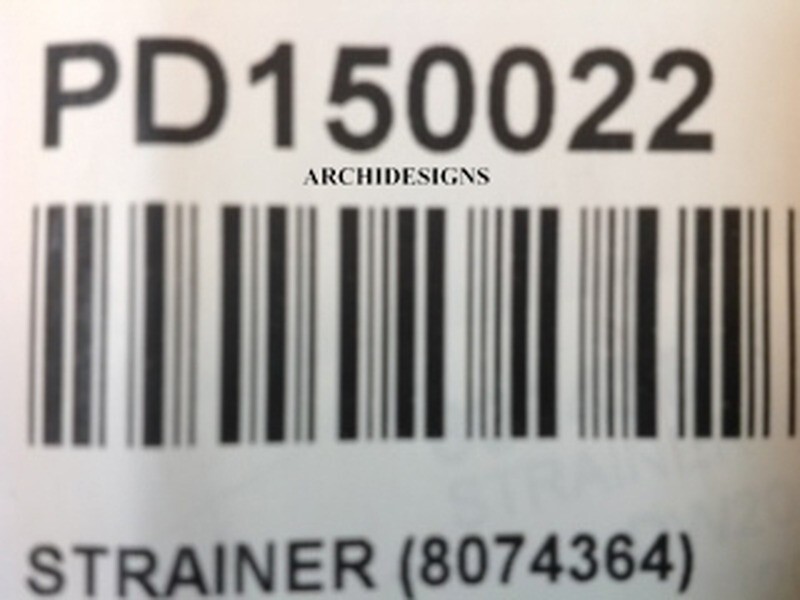 PD150022
ARCHIDESIGNS
STRAINER (8074364)